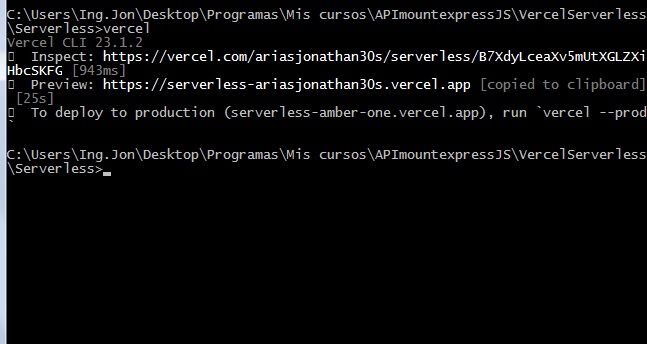 C:\Users\Ing.Jon\Desktop\Programas\Mis cursos\APImountexpressJS\VercelServerless
\Serverless>vercel
Vercel CLI 23.1.2
Inspect: https://vercel.com/ariasjonathan30s/serverless/B7XdyLceaXv5mUtXGLZXi
HbcSKFG [943ms]
Preview: https://serverless-ariasjonathan30s.vercel.app [copied to clipboard]
[25s]
To deploy to production (serverless-amber-one.vercel.app), run `vercel --prod
`
C:\Users\Ing.Jon\Desktop\Programas\Mis cursos\APImountexpressJS\VercelServerless
\Serverless>_